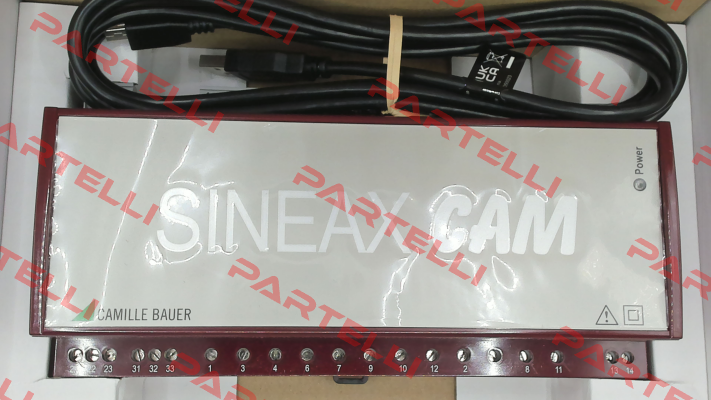 UK
CA
Power
SINEAX CAM
CAMILLE BAUER
22 23 31 32 33 1 3 4 6 7 9 10 12 2 8 11 13 14
PARTELLI